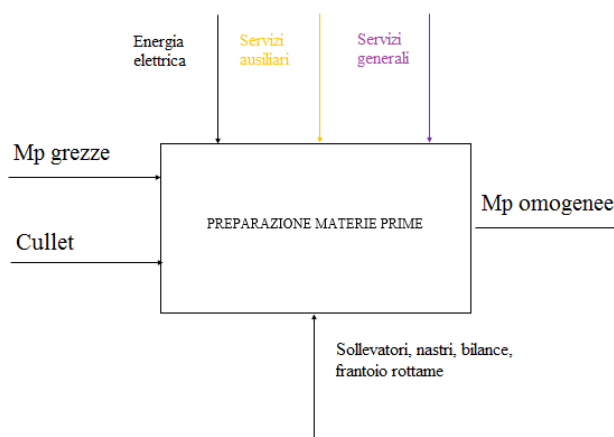 Energia
elettrica
Servizi
ausiliari
Servizi
generali
Mp grezze
Cullet
PREPARAZIONE MATERIE PRIME
Mp omogenee
Sollevatori, nastri, bilance,
frantoio rottame